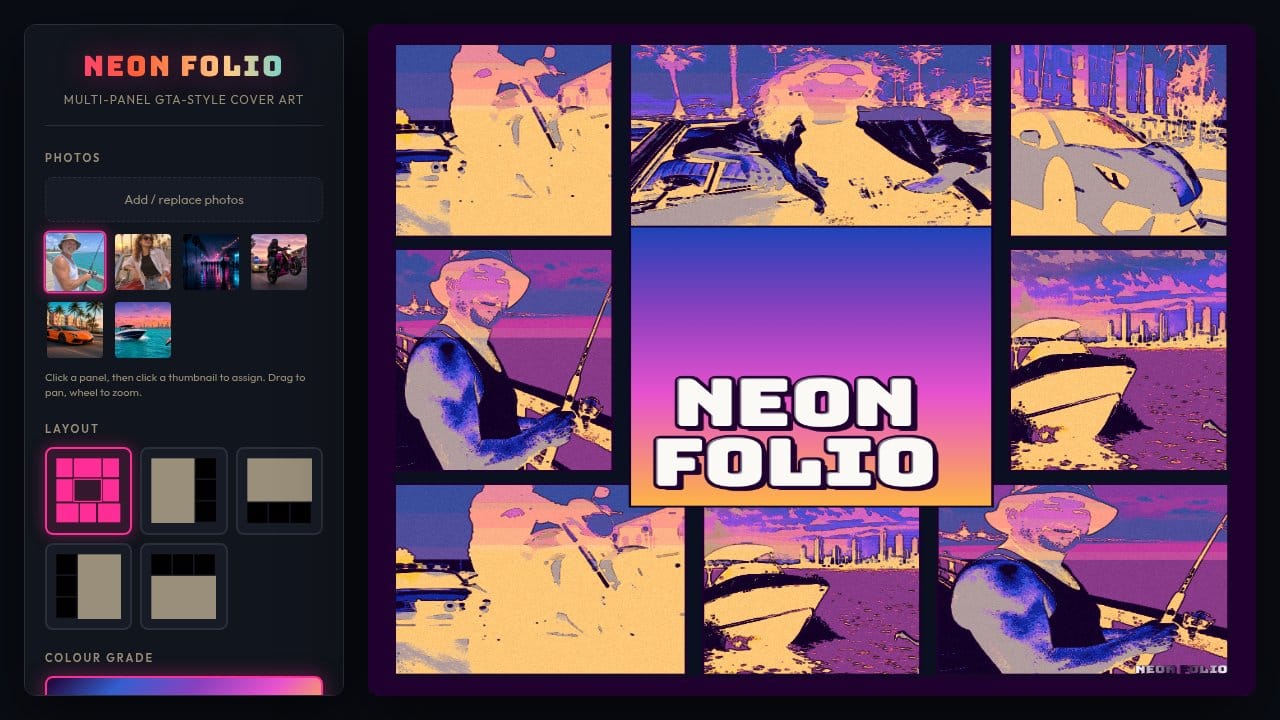 NEON FOLIO
MULTI-PANEL GTA-STYLE COVER ART
PHOTOS
Add / replace photos
Click a panel, then click a thumbnail to assign. Drag to
pan, wheel to zoom.
LAYOUT
COLOUR GRADE
NEON
FOLIO
NEON FOLIO